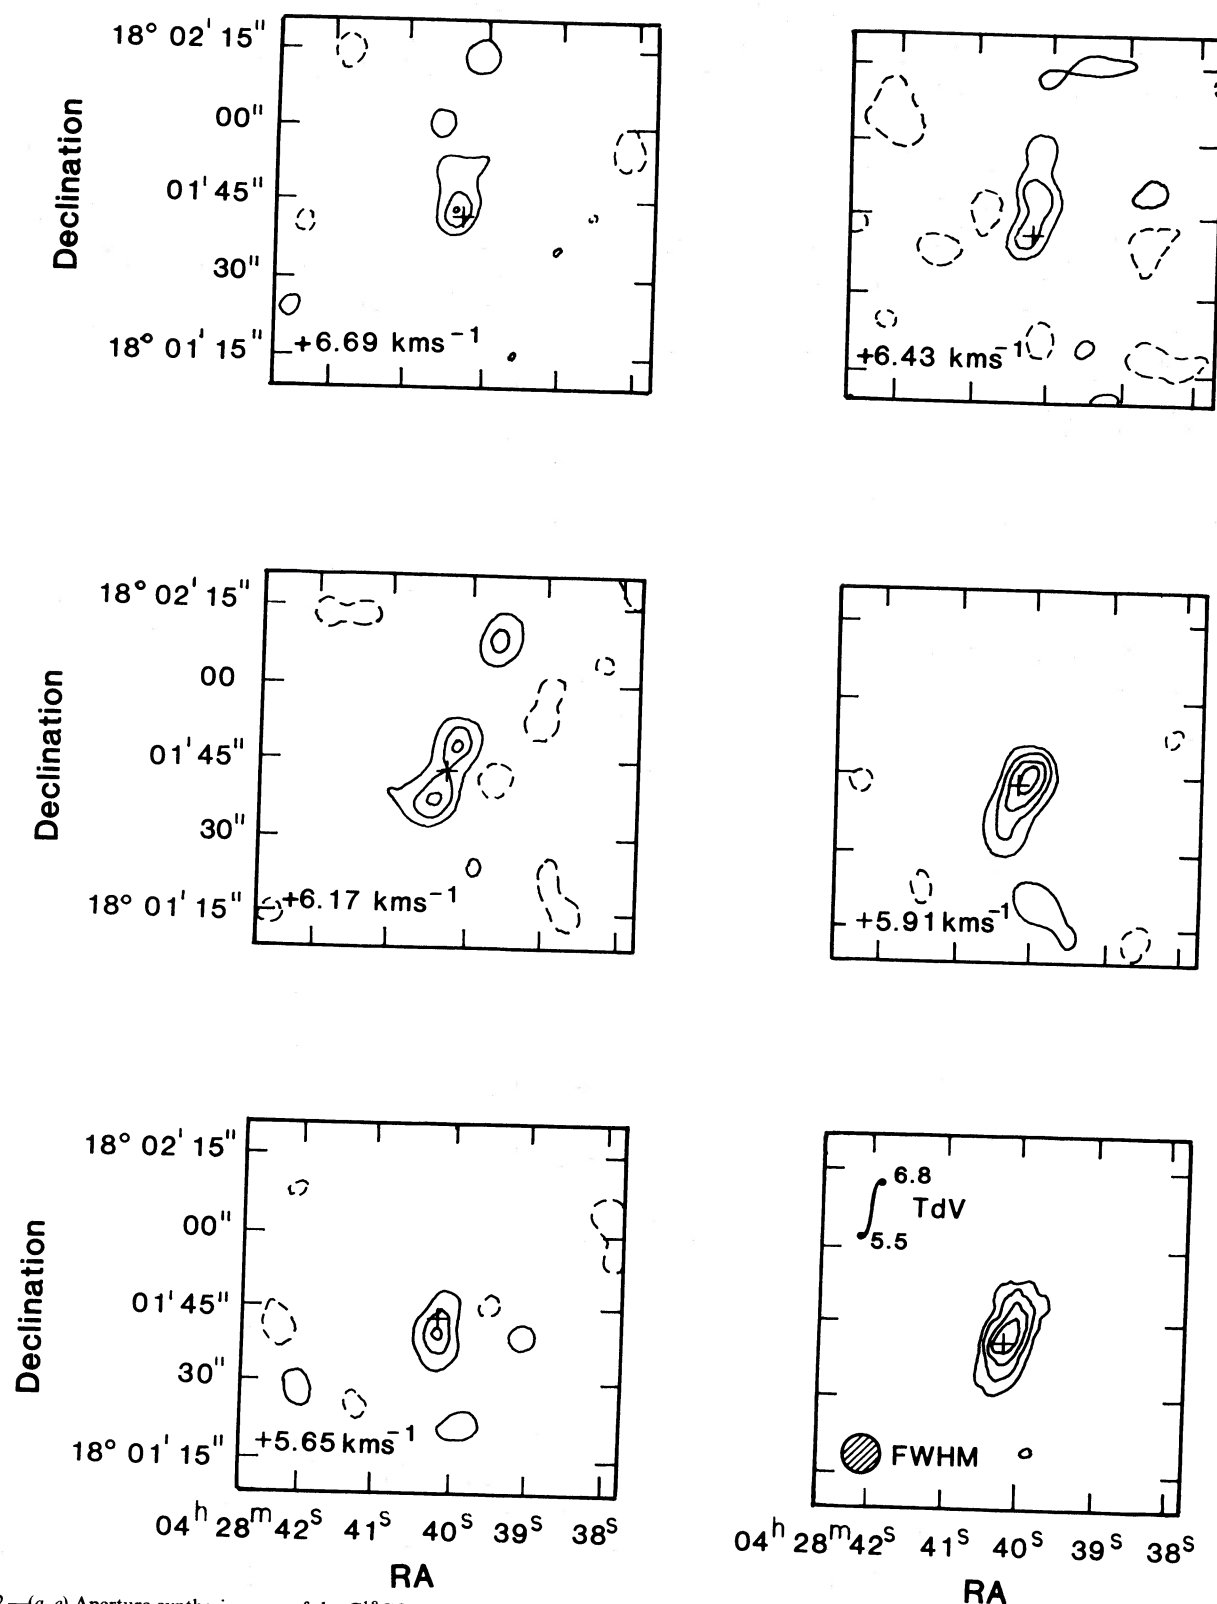 Declination
18° 02' 15"
00"
01' 45"
30"
18° 01' 15"
+6.69 kms⁻¹
+6.43 kms⁻¹
Declination
18° 02' 15"
00
01' 45"
30"
18° 01' 15"
+6.17 kms⁻¹
+5.91 kms⁻¹
Declination
18° 02' 15"
00"
01' 45"
30"
18° 01' 15"
+5.65 kms⁻¹
04ʰ 28ᵐ 42ˢ 41ˢ 40ˢ 39ˢ 38ˢ
RA
6.8
∫ TdV
5.5
FWHM
04ʰ 28ᵐ 42ˢ 41ˢ 40ˢ 39ˢ 38ˢ
RA
(a–e) Aperture